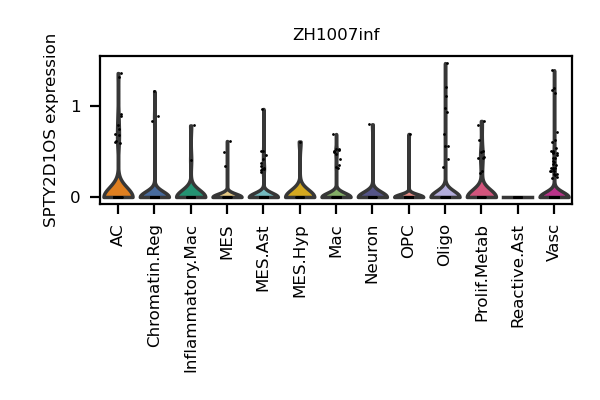 ZH1007inf
SPTY2D1OS expression
1
0
AC
Chromatin.Reg
Inflammatory.Mac
MES
MES.Ast
MES.Hyp
Mac
Neuron
OPC
Oligo
Prolif.Metab
Reactive.Ast
Vasc